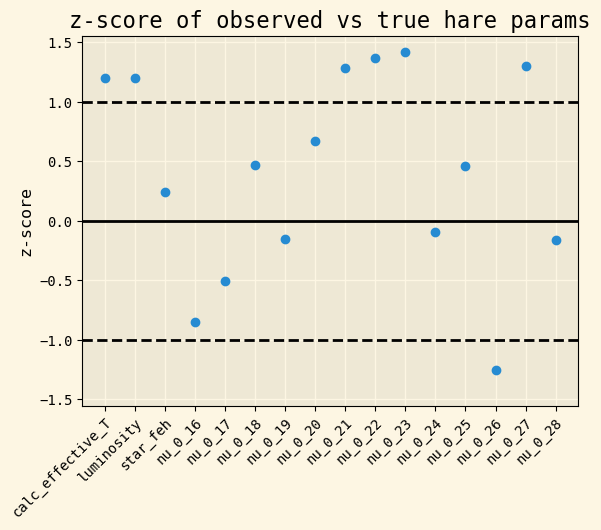 z-score of observed vs true hare params
z-score
1.5
1.0
0.5
0.0
−0.5
−1.0
−1.5
calc_effective_T
luminosity
star_feh
nu_0_16
nu_0_17
nu_0_18
nu_0_19
nu_0_20
nu_0_21
nu_0_22
nu_0_23
nu_0_24
nu_0_25
nu_0_26
nu_0_27
nu_0_28